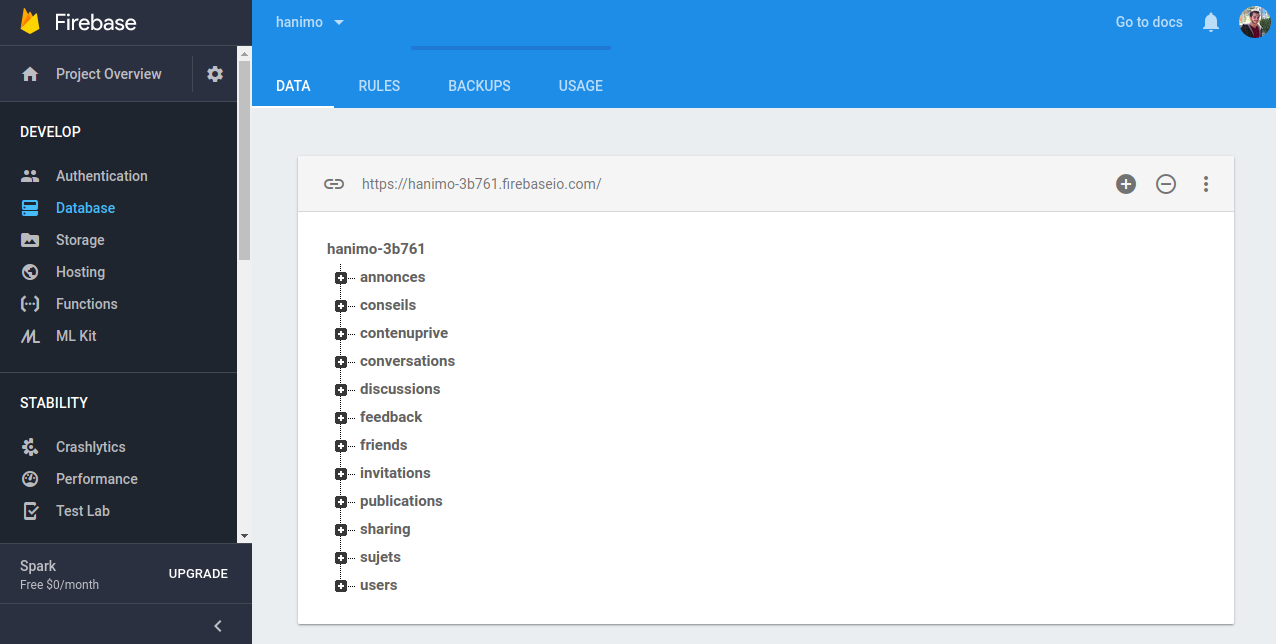 Firebase
hanimo
Go to docs
Project Overview
DATA
RULES
BACKUPS
USAGE
DEVELOP
Authentication
Database
Storage
Hosting
Functions
ML Kit
STABILITY
Crashlytics
Performance
Test Lab
Spark
Free $0/month
UPGRADE
https://hanimo-3b761.firebaseio.com/
hanimo-3b761
annonces
conseils
contenuprive
conversations
discussions
feedback
friends
invitations
publications
sharing
sujets
users